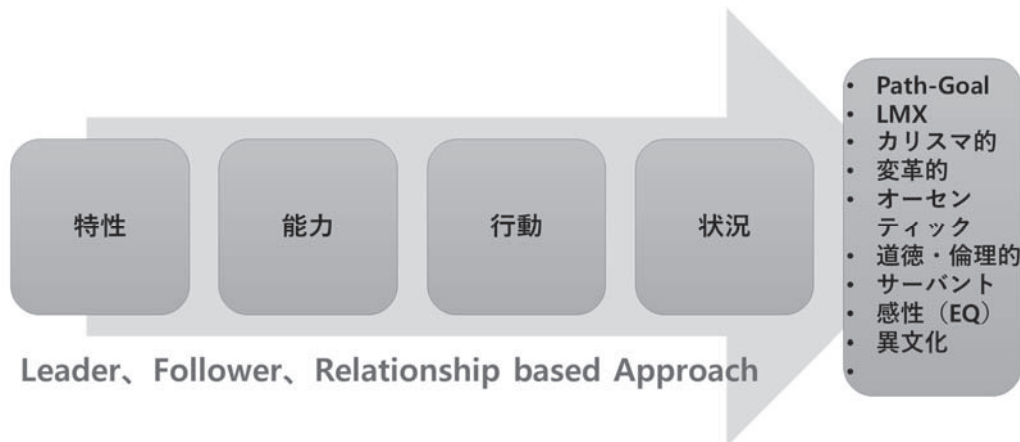 特性
能力
行動
状況
• Path-Goal
• LMX
• カリスマ的
• 変革的
• オーセン
ティック
• 道徳・倫理的
• サーバント
• 感性（EQ）
• 異文化
•
Leader、Follower、Relationship based Approach